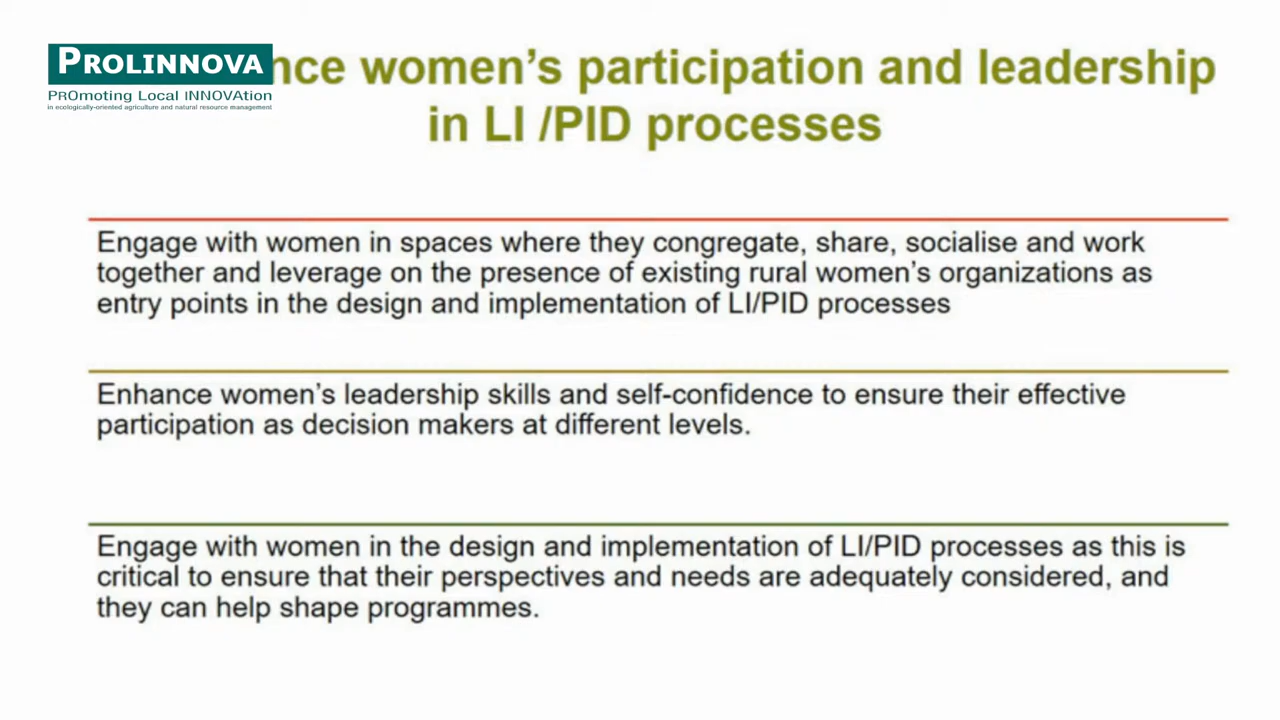 PROLINNOVA
PROmoting Local INNOVAtion
in ecologically-oriented agriculture and natural resource management
nce women's participation and leadership
in LI /PID processes
Engage with women in spaces where they congregate, share, socialise and work
together and leverage on the presence of existing rural women's organizations as
entry points in the design and implementation of LI/PID processes
Enhance women's leadership skills and self-confidence to ensure their effective
participation as decision makers at different levels.
Engage with women in the design and implementation of LI/PID processes as this is
critical to ensure that their perspectives and needs are adequately considered, and
they can help shape programmes.